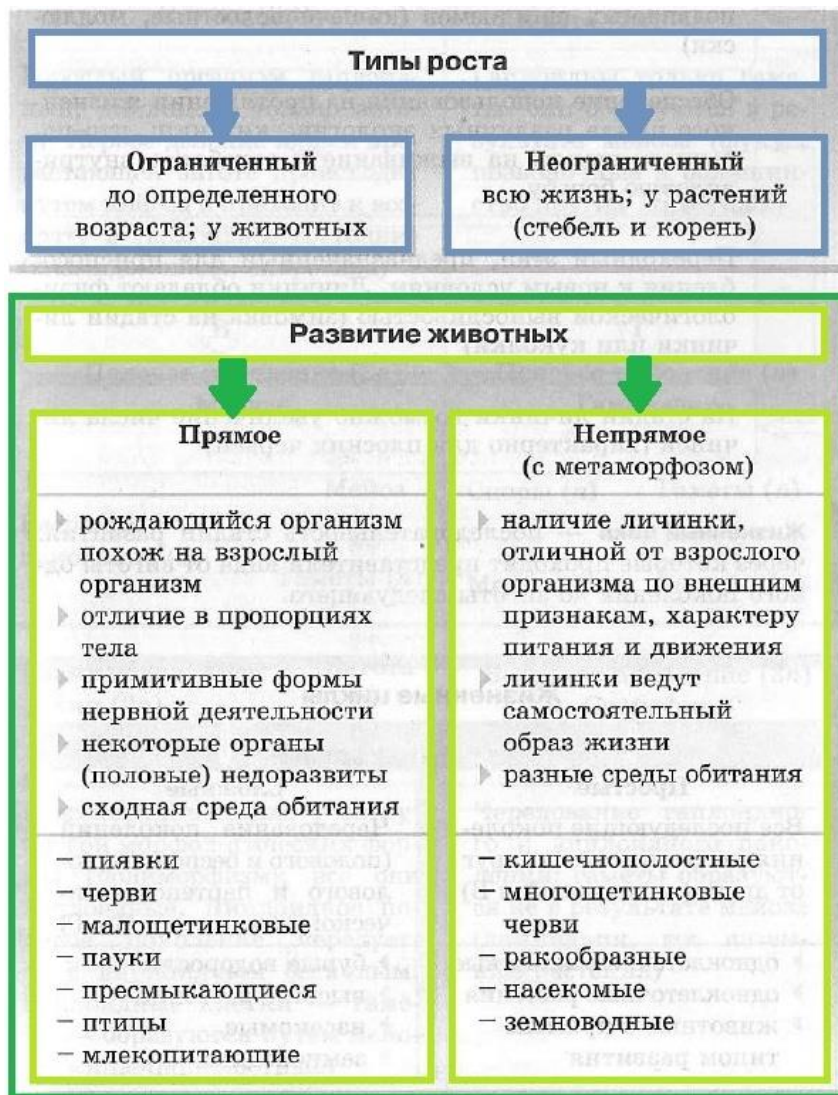 Типы роста
Ограниченный
до определенного
возраста; у животных
Неограниченный
всю жизнь; у растений
(стебель и корень)
Развитие животных
Прямое
рождающийся организм
похож на взрослый
организм
отличие в пропорциях
тела
примитивные формы
нервной деятельности
некоторые органы
(половые) недоразвиты
сходная среда обитания
– пиявки
– черви
– малощетинковые
– пауки
– пресмыкающиеся
– птицы
– млекопитающие
Непрямое
(с метаморфозом)
наличие личинки,
отличной от взрослого
организма по внешним
признакам, характеру
питания и движения
личинки ведут
самостоятельный
образ жизни
разные среды обитания
– кишечнополостные
– многощетинковые
черви
– ракообразные
– насекомые
– земноводные